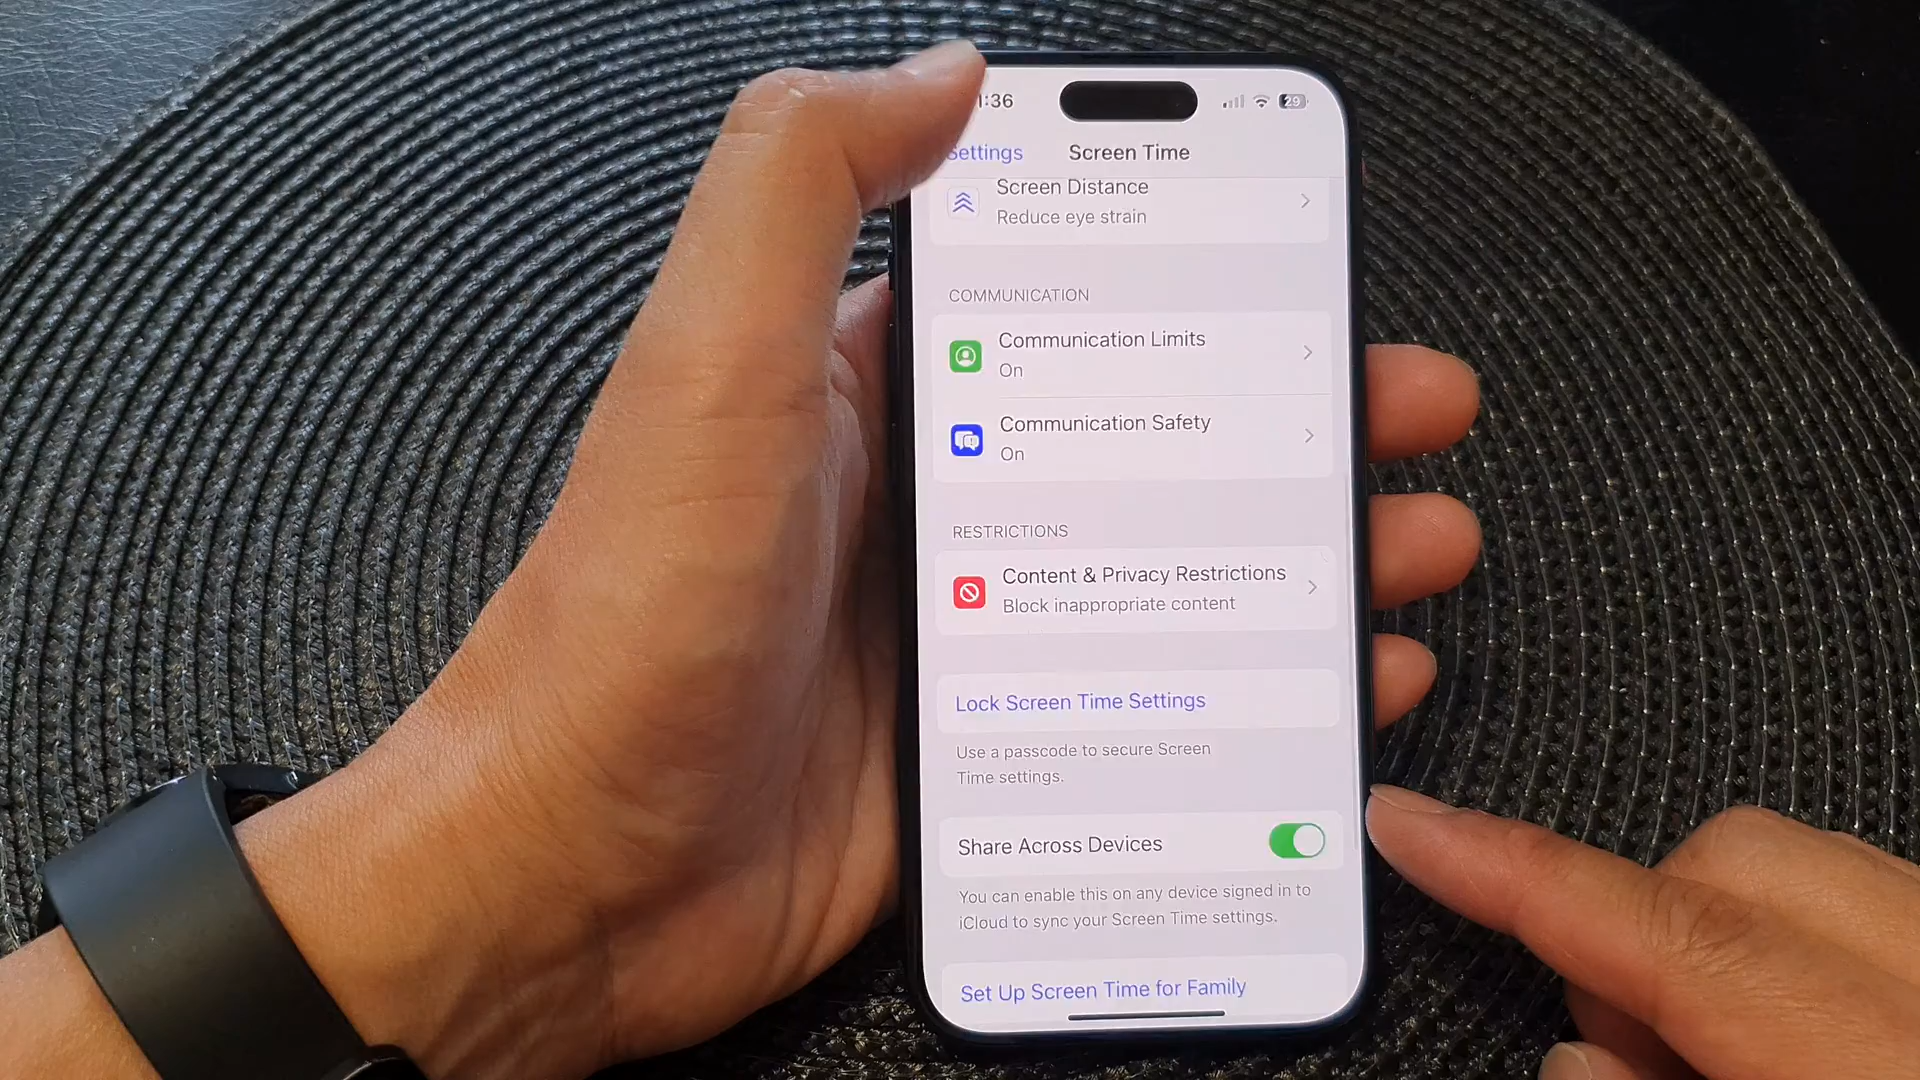 1:36
29
Settings
Screen Time
Screen Distance
Reduce eye strain
COMMUNICATION
Communication Limits
On
Communication Safety
On
RESTRICTIONS
Content & Privacy Restrictions
Block inappropriate content
Lock Screen Time Settings
Use a passcode to secure Screen
Time settings.
Share Across Devices
You can enable this on any device signed in to
iCloud to sync your Screen Time settings.
Set Up Screen Time for Family